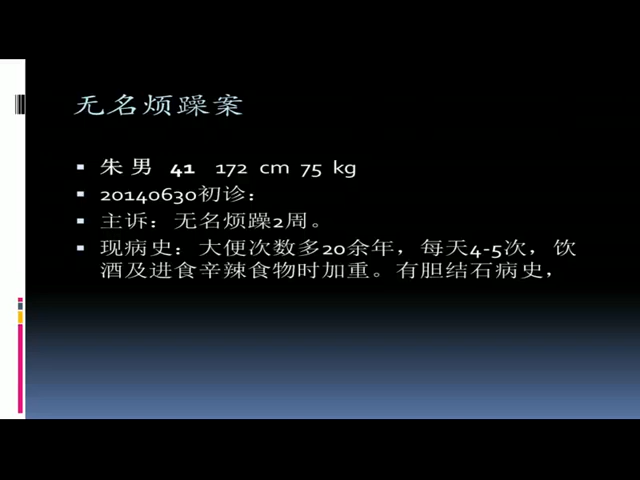 无名烦躁案
朱 男 41 172 cm 75 kg
20140630初诊：
主诉：无名烦躁2周。
现病史：大便次数多20余年，每天4-5次，饮
酒及进食辛辣食物时加重。有胆结石病史，